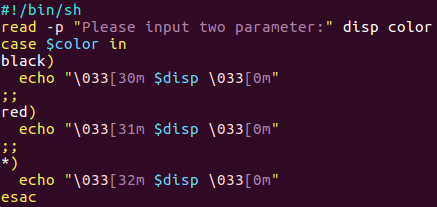 #!/bin/sh
read -p "Please input two parameter:" disp color
case $color in
black)
  echo "\033[30m $disp \033[0m"
;;
red)
  echo "\033[31m $disp \033[0m"
;;
*)
  echo "\033[32m $disp \033[0m"
esac